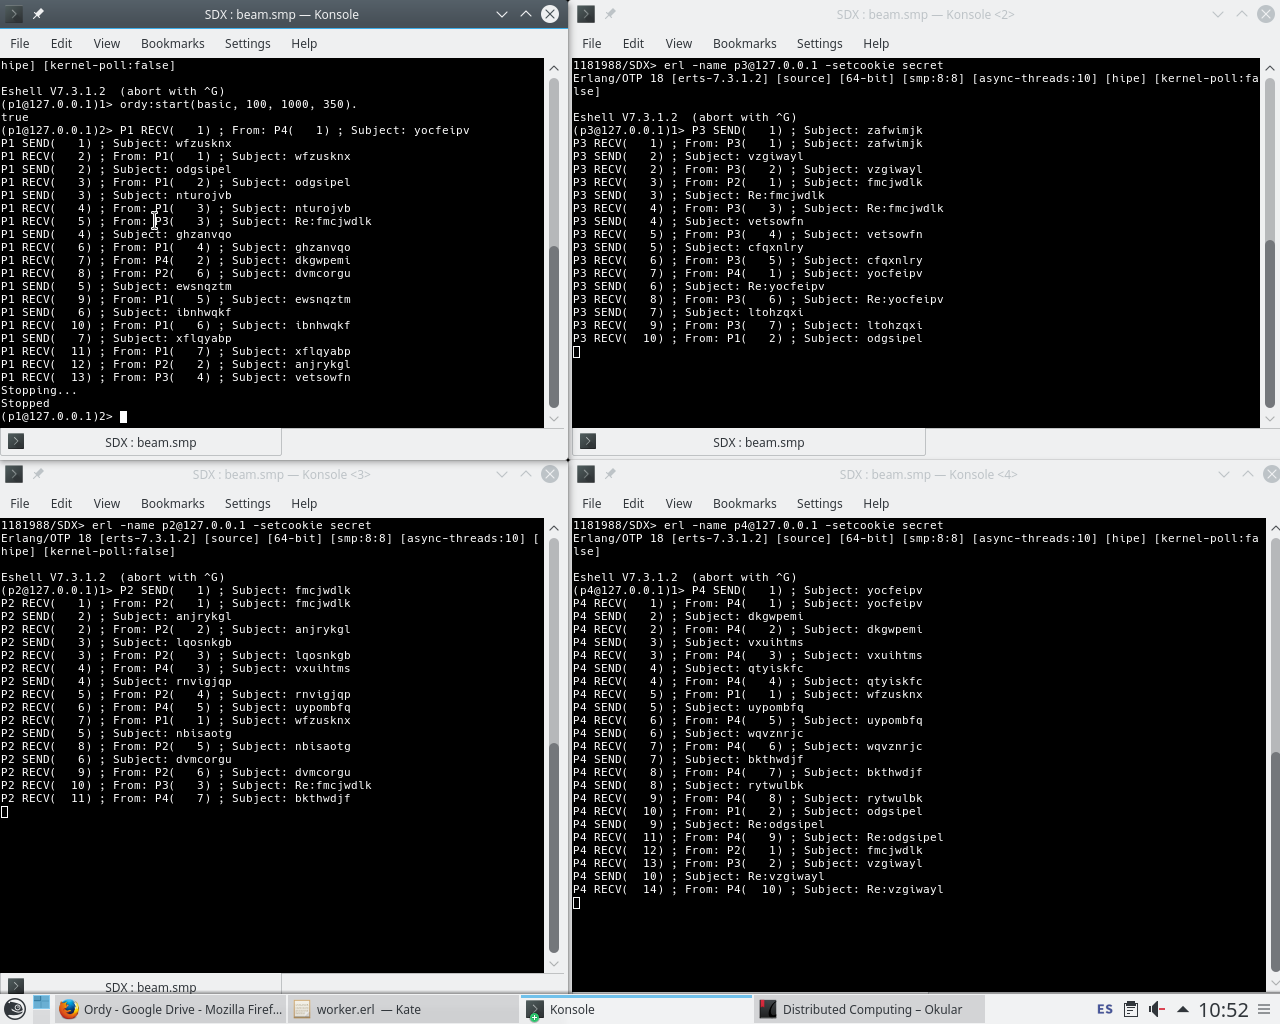 SDX : beam.smp — Konsole
File Edit View Bookmarks Settings Help
hipe] [kernel-poll:false]
Eshell V7.3.1.2  (abort with ^G)
(p1@127.0.0.1)1> ordy:start(basic, 100, 1000, 350).
true
(p1@127.0.0.1)2> P1 RECV(   1) ; From: P4(   1) ; Subject: yocfeipv
P1 SEND(   1) ; Subject: wfzusknx
P1 RECV(   2) ; From: P1(   1) ; Subject: wfzusknx
P1 SEND(   2) ; Subject: odgsipel
P1 RECV(   3) ; From: P1(   2) ; Subject: odgsipel
P1 SEND(   3) ; Subject: nturojvb
P1 RECV(   4) ; From: P1(   3) ; Subject: nturojvb
P1 RECV(   5) ; From: P3(   3) ; Subject: Re:fmcjwdlk
P1 SEND(   4) ; Subject: ghzanvqo
P1 RECV(   6) ; From: P1(   4) ; Subject: ghzanvqo
P1 RECV(   7) ; From: P4(   2) ; Subject: dkgwpemi
P1 RECV(   8) ; From: P2(   6) ; Subject: dvmcorgu
P1 SEND(   5) ; Subject: ewsnqztm
P1 RECV(   9) ; From: P1(   5) ; Subject: ewsnqztm
P1 SEND(   6) ; Subject: ibnhwqkf
P1 RECV(  10) ; From: P1(   6) ; Subject: ibnhwqkf
P1 SEND(   7) ; Subject: xflqyabp
P1 RECV(  11) ; From: P1(   7) ; Subject: xflqyabp
P1 RECV(  12) ; From: P2(   2) ; Subject: anjrykgl
P1 RECV(  13) ; From: P3(   4) ; Subject: vetsowfn
Stopping...
Stopped
(p1@127.0.0.1)2>
SDX : beam.smp
SDX : beam.smp — Konsole <2>
File Edit View Bookmarks Settings Help
1181988/SDX> erl -name p3@127.0.0.1 -setcookie secret
Erlang/OTP 18 [erts-7.3.1.2] [source] [64-bit] [smp:8:8] [async-threads:10] [hipe] [kernel-poll:fa
lse]
Eshell V7.3.1.2  (abort with ^G)
(p3@127.0.0.1)1> P3 SEND(   1) ; Subject: zafwimjk
P3 RECV(   1) ; From: P3(   1) ; Subject: zafwimjk
P3 SEND(   2) ; Subject: vzgiwayl
P3 RECV(   2) ; From: P3(   2) ; Subject: vzgiwayl
P3 RECV(   3) ; From: P2(   1) ; Subject: fmcjwdlk
P3 SEND(   3) ; Subject: Re:fmcjwdlk
P3 RECV(   4) ; From: P3(   3) ; Subject: Re:fmcjwdlk
P3 SEND(   4) ; Subject: vetsowfn
P3 RECV(   5) ; From: P3(   4) ; Subject: vetsowfn
P3 SEND(   5) ; Subject: cfqxnlry
P3 RECV(   6) ; From: P3(   5) ; Subject: cfqxnlry
P3 RECV(   7) ; From: P4(   1) ; Subject: yocfeipv
P3 SEND(   6) ; Subject: Re:yocfeipv
P3 RECV(   8) ; From: P3(   6) ; Subject: Re:yocfeipv
P3 SEND(   7) ; Subject: ltohzqxi
P3 RECV(   9) ; From: P3(   7) ; Subject: ltohzqxi
P3 RECV(  10) ; From: P1(   2) ; Subject: odgsipel
SDX : beam.smp
SDX : beam.smp — Konsole <3>
File Edit View Bookmarks Settings Help
1181988/SDX> erl -name p2@127.0.0.1 -setcookie secret
Erlang/OTP 18 [erts-7.3.1.2] [source] [64-bit] [smp:8:8] [async-threads:10] [
hipe] [kernel-poll:false]
Eshell V7.3.1.2  (abort with ^G)
(p2@127.0.0.1)1> P2 SEND(   1) ; Subject: fmcjwdlk
P2 RECV(   1) ; From: P2(   1) ; Subject: fmcjwdlk
P2 SEND(   2) ; Subject: anjrykgl
P2 RECV(   2) ; From: P2(   2) ; Subject: anjrykgl
P2 SEND(   3) ; Subject: lqosnkgb
P2 RECV(   3) ; From: P2(   3) ; Subject: lqosnkgb
P2 RECV(   4) ; From: P4(   3) ; Subject: vxuihtms
P2 SEND(   4) ; Subject: rnvigjqp
P2 RECV(   5) ; From: P2(   4) ; Subject: rnvigjqp
P2 RECV(   6) ; From: P4(   5) ; Subject: uypombfq
P2 RECV(   7) ; From: P1(   1) ; Subject: wfzusknx
P2 SEND(   5) ; Subject: nbisaotg
P2 RECV(   8) ; From: P2(   5) ; Subject: nbisaotg
P2 SEND(   6) ; Subject: dvmcorgu
P2 RECV(   9) ; From: P2(   6) ; Subject: dvmcorgu
P2 RECV(  10) ; From: P3(   3) ; Subject: Re:fmcjwdlk
P2 RECV(  11) ; From: P4(   7) ; Subject: bkthwdjf
SDX : beam.smp
SDX : beam.smp — Konsole <4>
File Edit View Bookmarks Settings Help
1181988/SDX> erl -name p4@127.0.0.1 -setcookie secret
Erlang/OTP 18 [erts-7.3.1.2] [source] [64-bit] [smp:8:8] [async-threads:10] [hipe] [kernel-poll:fa
lse]
Eshell V7.3.1.2  (abort with ^G)
(p4@127.0.0.1)1> P4 SEND(   1) ; Subject: yocfeipv
P4 RECV(   1) ; From: P4(   1) ; Subject: yocfeipv
P4 SEND(   2) ; Subject: dkgwpemi
P4 RECV(   2) ; From: P4(   2) ; Subject: dkgwpemi
P4 SEND(   3) ; Subject: vxuihtms
P4 RECV(   3) ; From: P4(   3) ; Subject: vxuihtms
P4 SEND(   4) ; Subject: qtyiskfc
P4 RECV(   4) ; From: P4(   4) ; Subject: qtyiskfc
P4 RECV(   5) ; From: P1(   1) ; Subject: wfzusknx
P4 SEND(   5) ; Subject: uypombfq
P4 RECV(   6) ; From: P4(   5) ; Subject: uypombfq
P4 SEND(   6) ; Subject: wqvznrjc
P4 RECV(   7) ; From: P4(   6) ; Subject: wqvznrjc
P4 SEND(   7) ; Subject: bkthwdjf
P4 RECV(   8) ; From: P4(   7) ; Subject: bkthwdjf
P4 SEND(   8) ; Subject: rytwulbk
P4 RECV(   9) ; From: P4(   8) ; Subject: rytwulbk
P4 RECV(  10) ; From: P1(   2) ; Subject: odgsipel
P4 SEND(   9) ; Subject: Re:odgsipel
P4 RECV(  11) ; From: P4(   9) ; Subject: Re:odgsipel
P4 RECV(  12) ; From: P2(   1) ; Subject: fmcjwdlk
P4 RECV(  13) ; From: P3(   2) ; Subject: vzgiwayl
P4 SEND(  10) ; Subject: Re:vzgiwayl
P4 RECV(  14) ; From: P4(  10) ; Subject: Re:vzgiwayl
Ordy - Google Drive - Mozilla Firef... worker.erl — Kate Konsole Distributed Computing – Okular ES 10:52